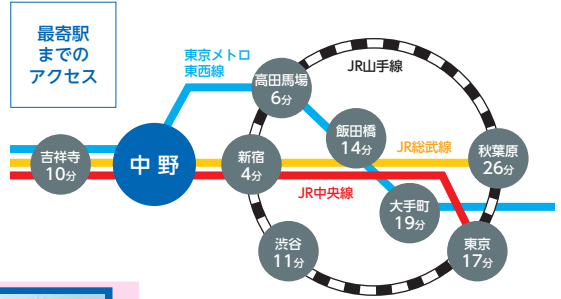 最寄駅
までの
アクセス
東京メトロ
東西線
JR山手線
高田馬場
6分
飯田橋
14分
JR総武線
吉祥寺
10分
中野
新宿
4分
秋葉原
26分
JR中央線
大手町
19分
渋谷
11分
東京
17分